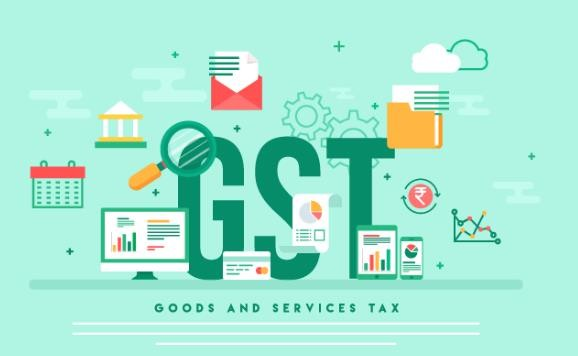 GST
₹
GOODS AND SERVICES TAX